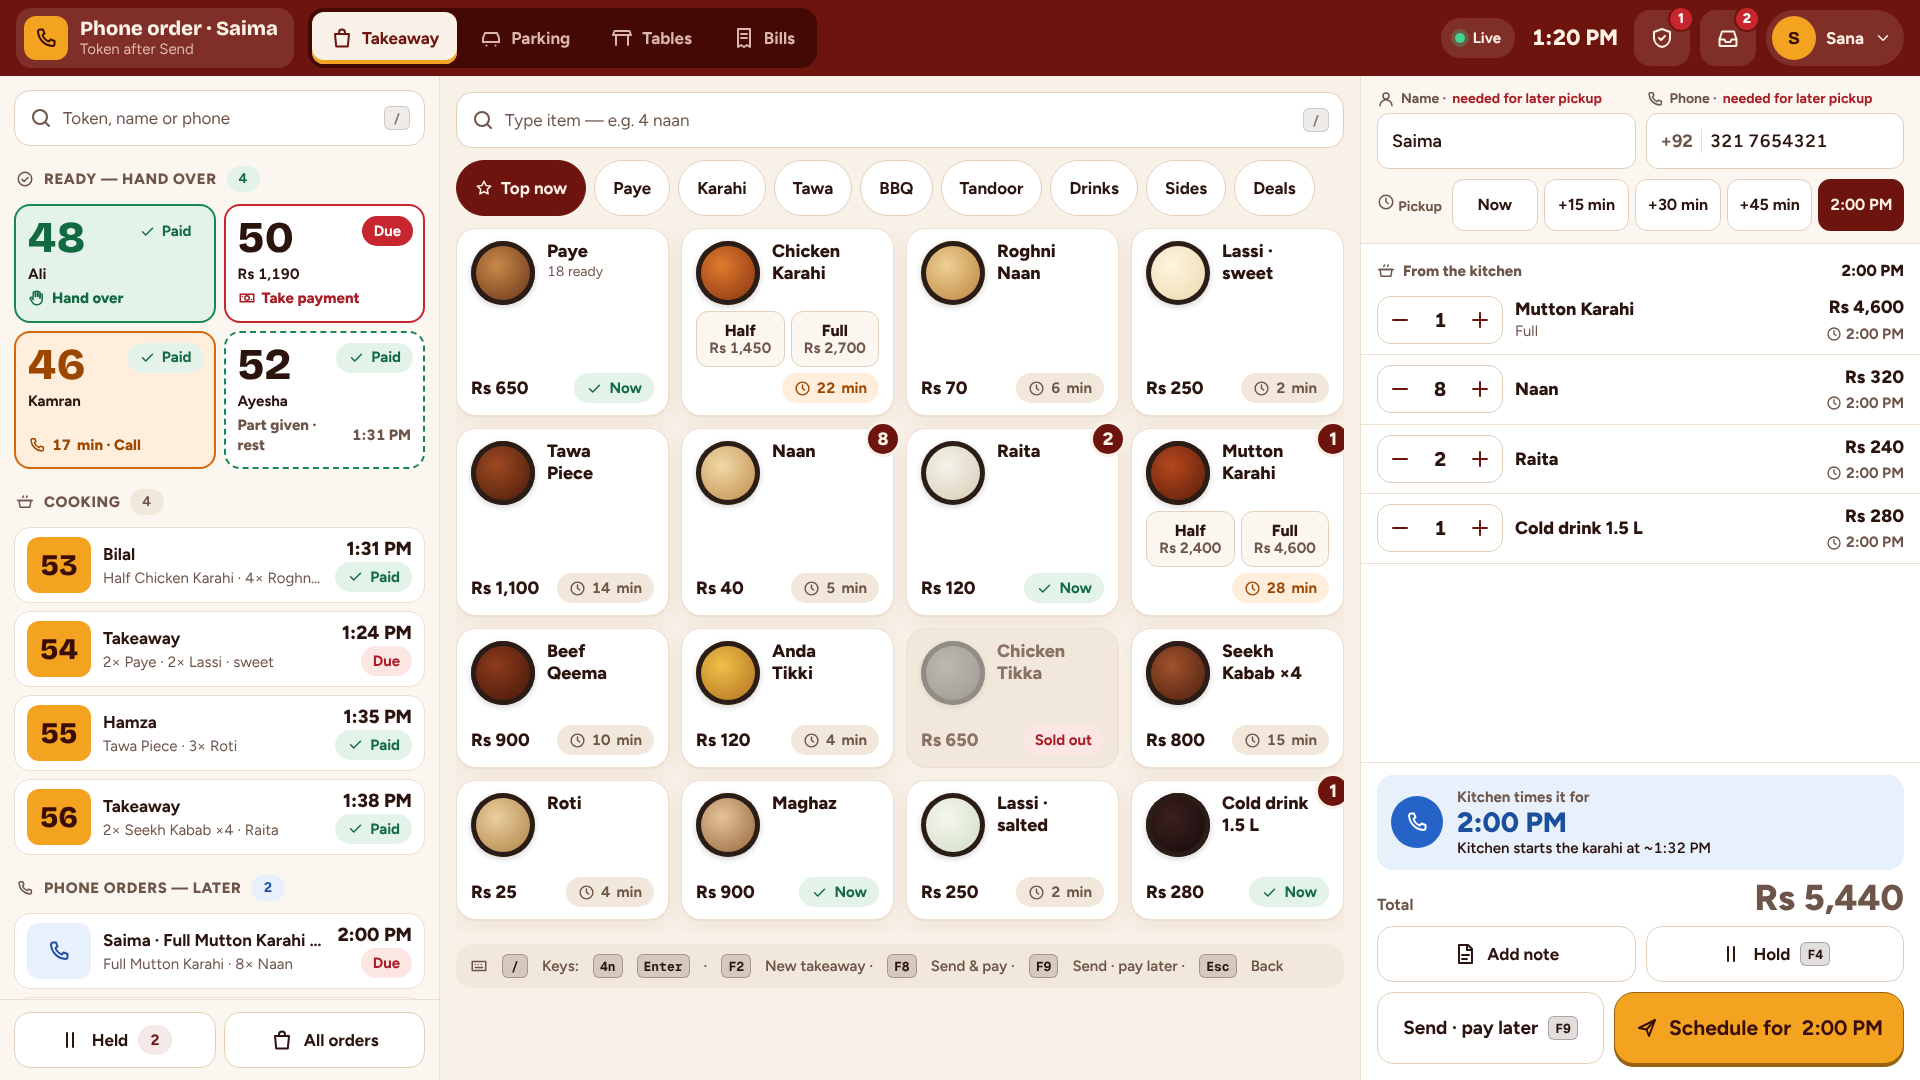 Phone order · Saima
Token after Send
Takeaway
Parking
Tables
Bills
Live
1:20 PM
1
2
S
Sana
Token, name or phone
/
READY — HAND OVER
4
48
Paid
Ali
Hand over
50
Due
Rs 1,190
Take payment
46
Paid
Kamran
17 min · Call
52
Paid
Ayesha
Part given ·
rest
1:31 PM
COOKING
4
53
Bilal
1:31 PM
Half Chicken Karahi · 4× Roghn...
Paid
54
Takeaway
1:24 PM
2× Paye · 2× Lassi · sweet
Due
55
Hamza
1:35 PM
Tawa Piece · 3× Roti
Paid
56
Takeaway
1:38 PM
2× Seekh Kabab ×4 · Raita
Paid
PHONE ORDERS — LATER
2
Saima · Full Mutton Karahi ...
2:00 PM
Full Mutton Karahi · 8× Naan
Due
Held
2
All orders
Type item — e.g. 4 naan
/
Top now
Paye
Karahi
Tawa
BBQ
Tandoor
Drinks
Sides
Deals
Paye
18 ready
Rs 650
Now
Chicken
Karahi
Half
Rs 1,450
Full
Rs 2,700
22 min
Roghni
Naan
Rs 70
6 min
Lassi ·
sweet
Rs 250
2 min
Tawa
Piece
Rs 1,100
14 min
Naan
8
Rs 40
5 min
Raita
2
Rs 120
Now
Mutton
Karahi
1
Half
Rs 2,400
Full
Rs 4,600
28 min
Beef
Qeema
Rs 900
10 min
Anda
Tikki
Rs 120
4 min
Chicken
Tikka
Rs 650
Sold out
Seekh
Kabab ×4
Rs 800
15 min
Roti
Rs 25
4 min
Maghaz
Rs 900
Now
Lassi ·
salted
Rs 250
2 min
Cold drink
1.5 L
1
Rs 280
Now
/ Keys: 4n Enter · F2 New takeaway · F8 Send & pay · F9 Send · pay later · Esc Back
Name · needed for later pickup
Saima
Phone · needed for later pickup
+92 321 7654321
Pickup
Now
+15 min
+30 min
+45 min
2:00 PM
From the kitchen
2:00 PM
1
Mutton Karahi
Full
Rs 4,600
2:00 PM
8
Naan
Rs 320
2:00 PM
2
Raita
Rs 240
2:00 PM
1
Cold drink 1.5 L
Rs 280
2:00 PM
Kitchen times it for
2:00 PM
Kitchen starts the karahi at ~1:32 PM
Total
Rs 5,440
Add note
Hold F4
Send · pay later F9
Schedule for 2:00 PM